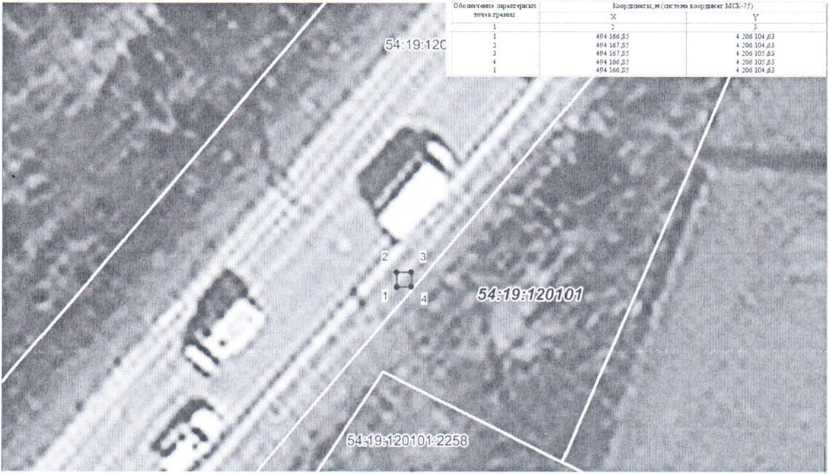 Обозначение характерных точек границ | Координаты, м (система координат МСК-75)
X | Y
1 | 2 | 3
1 | 494 166,85 | 4 206 104,63
2 | 494 167,85 | 4 206 104,63
3 | 494 167,85 | 4 206 105,63
4 | 494 166,85 | 4 206 105,63
1 | 494 166,85 | 4 206 104,63
54:19:120
2 3
1 4
54:19:120101
54:19:120101:2258